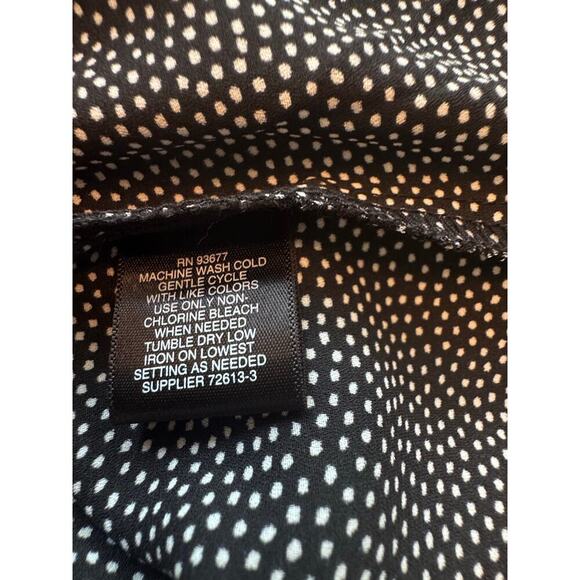 RN 93677
MACHINE WASH COLD
GENTLE CYCLE
WITH LIKE COLORS
USE ONLY NON-
CHLORINE BLEACH
WHEN NEEDED
TUMBLE DRY LOW
IRON ON LOWEST
SETTING AS NEEDED
SUPPLIER 72613-3